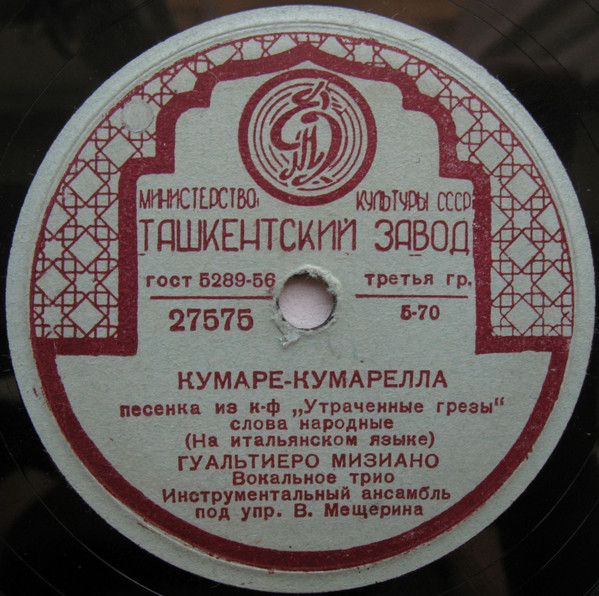 МИНИСТЕРСТВО КУЛЬТУРЫ СССР
ТАШКЕНТСКИЙ ЗАВОД
гост 5289-56 третья гр.
27575 5-70
КУМАРЕ-КУМАРЕЛЛА
песенка из к-ф „Утраченные грезы“
слова народные
(На итальянском языке)
ГУАЛЬТИЕРО МИЗИАНО
Вокальное трио
Инструментальный ансамбль
под упр. В. Мещерина